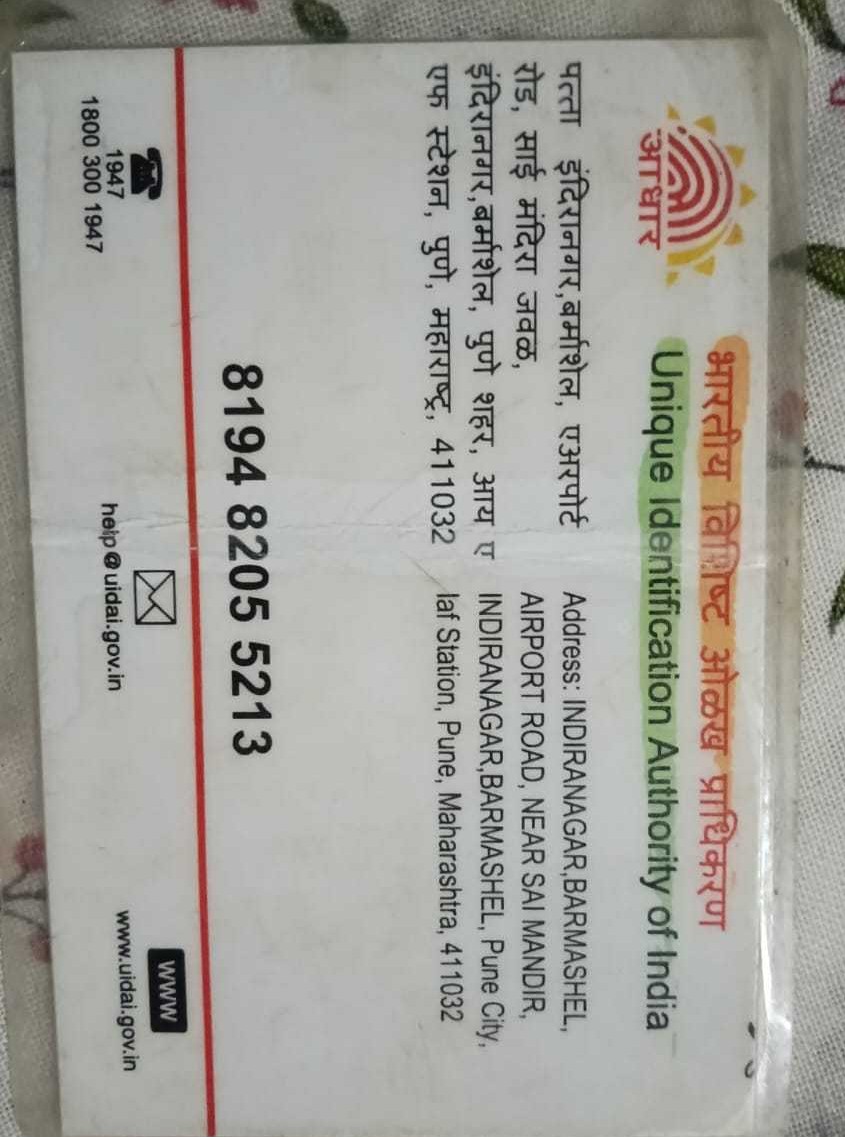 आधार
भारतीय विशिष्ट ओळख प्राधिकरण
Unique Identification Authority of India
पत्ता इंदिरानगर,बर्माशेल, एअरपोर्ट
रोड, साई मंदिरा जवळ,
इंदिरानगर,बर्माशेल, पुणे शहर, आय ए
एफ स्टेशन, पुणे, महाराष्ट्र, 411032
Address: INDIRANAGAR,BARMASHEL,
AIRPORT ROAD, NEAR SAI MANDIR,
INDIRANAGAR,BARMASHEL, Pune City,
Iaf Station, Pune, Maharashtra, 411032
8194 8205 5213
1947
1800 300 1947
help@uidai.gov.in
WWW
www.uidai.gov.in